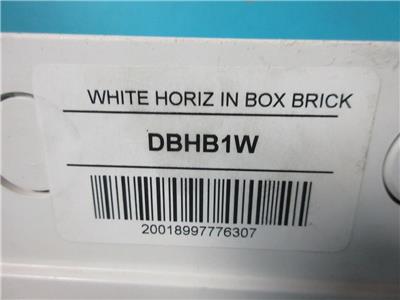 WHITE HORIZ IN BOX BRICK
DBHB1W
20018997776307